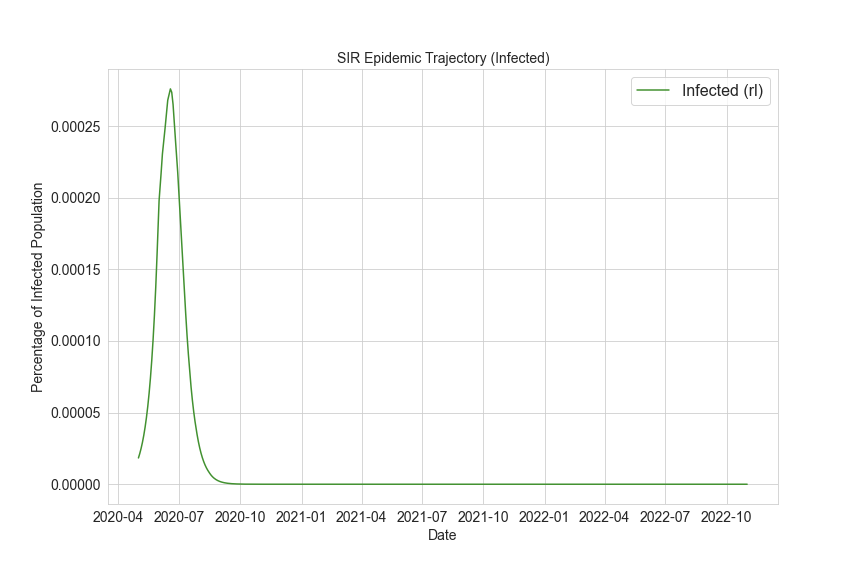 SIR Epidemic Trajectory (Infected)
Infected (rI)
Percentage of Infected Population
0.00025
0.00020
0.00015
0.00010
0.00005
0.00000
2020-04 2020-07 2020-10 2021-01 2021-04 2021-07 2021-10 2022-01 2022-04 2022-07 2022-10
Date